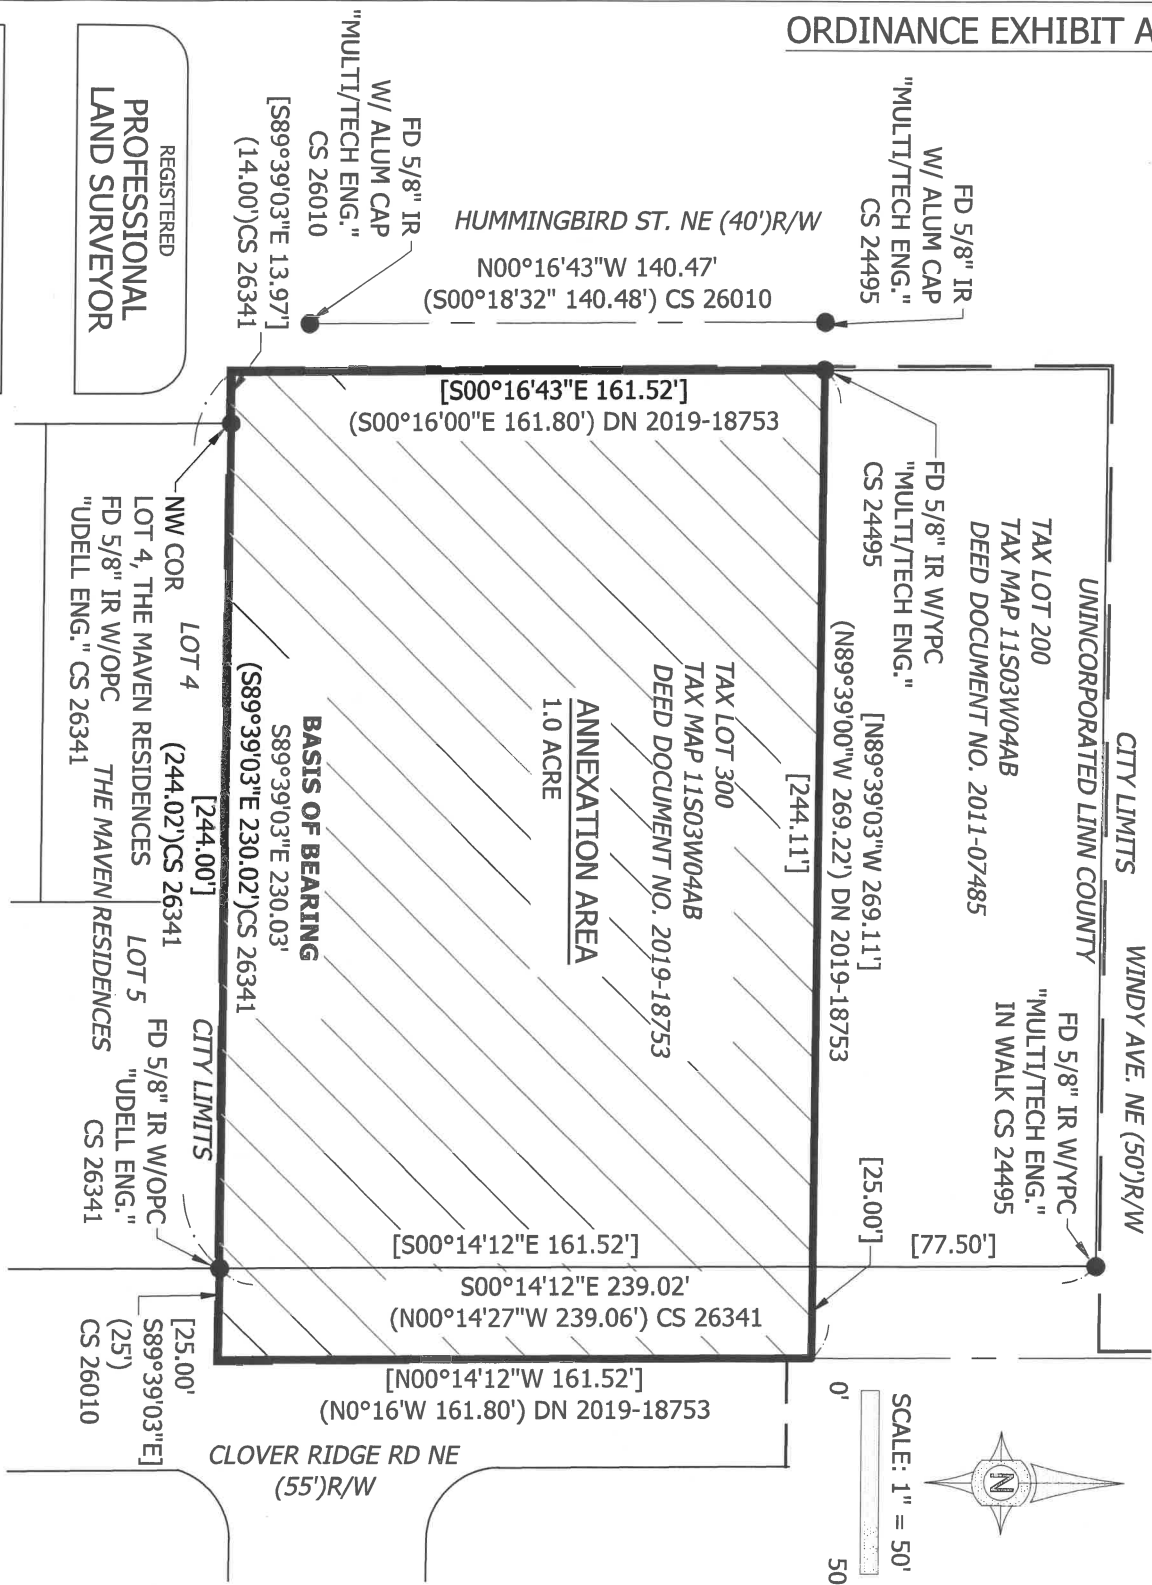 ORDINANCE EXHIBIT A
REGISTERED
PROFESSIONAL
LAND SURVEYOR
FD 5/8" IR
W/ ALUM CAP
"MULTI/TECH ENG."
CS 26010
[S89°39'03"E 13.97']
(14.00')CS 26341
HUMMINGBIRD ST. NE (40')R/W
N00°16'43"W 140.47'
(S00°18'32" 140.48') CS 26010
FD 5/8" IR
W/ ALUM CAP
"MULTI/TECH ENG."
CS 24495
[S00°16'43"E 161.52']
(S00°16'00"E 161.80') DN 2019-18753
FD 5/8" IR W/YPC
"MULTI/TECH ENG."
CS 24495
CITY LIMITS
WINDY AVE. NE (50')R/W
UNINCORPORATED LINN COUNTY
TAX LOT 200
TAX MAP 11S03W04AB
DEED DOCUMENT NO. 2011-07485
FD 5/8" IR W/YPC
"MULTI/TECH ENG."
IN WALK CS 24495
[N89°39'03"W 269.11']
(N89°39'00"W 269.22') DN 2019-18753
[244.11']
[25.00']
[77.50']
TAX LOT 300
TAX MAP 11S03W04AB
DEED DOCUMENT NO. 2019-18753
ANNEXATION AREA
1.0 ACRE
BASIS OF BEARING
S89°39'03"E 230.03'
(S89°39'03"E 230.02')CS 26341
[244.00']
(244.02')CS 26341
NW COR
LOT 4, THE MAVEN RESIDENCES
FD 5/8" IR W/OPC
"UDELL ENG." CS 26341
LOT 4
THE MAVEN RESIDENCES
LOT 5
CITY LIMITS
FD 5/8" IR W/OPC
"UDELL ENG."
CS 26341
[S00°14'12"E 161.52']
S00°14'12"E 239.02'
(N00°14'27"W 239.06') CS 26341
[25.00'
S89°39'03"E]
(25')
CS 26010
[N00°14'12"W 161.52']
(N0°16'W 161.80') DN 2019-18753
CLOVER RIDGE RD NE
(55')R/W
SCALE: 1" = 50'
0'
50
N